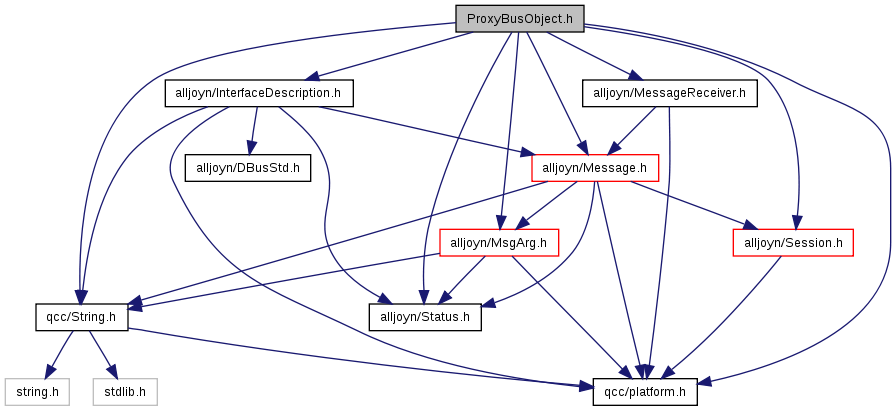 ProxyBusObject.h
alljoyn/InterfaceDescription.h
alljoyn/MessageReceiver.h
alljoyn/DBusStd.h
alljoyn/Message.h
alljoyn/MsgArg.h
alljoyn/Session.h
qcc/String.h
alljoyn/Status.h
string.h
stdlib.h
qcc/platform.h